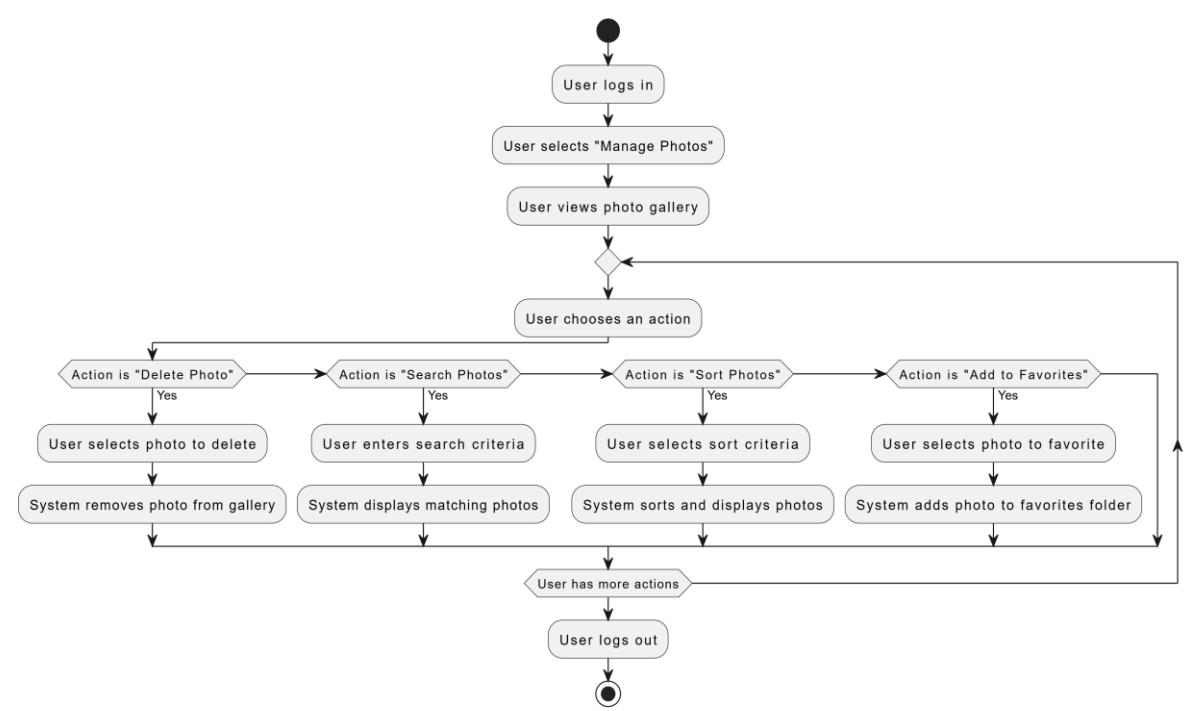 User logs in
User selects "Manage Photos"
User views photo gallery
User chooses an action
Action is "Delete Photo"
Action is "Search Photos"
Action is "Sort Photos"
Action is "Add to Favorites"
Yes
Yes
Yes
Yes
User selects photo to delete
User enters search criteria
User selects sort criteria
User selects photo to favorite
System removes photo from gallery
System displays matching photos
System sorts and displays photos
System adds photo to favorites folder
User has more actions
User logs out